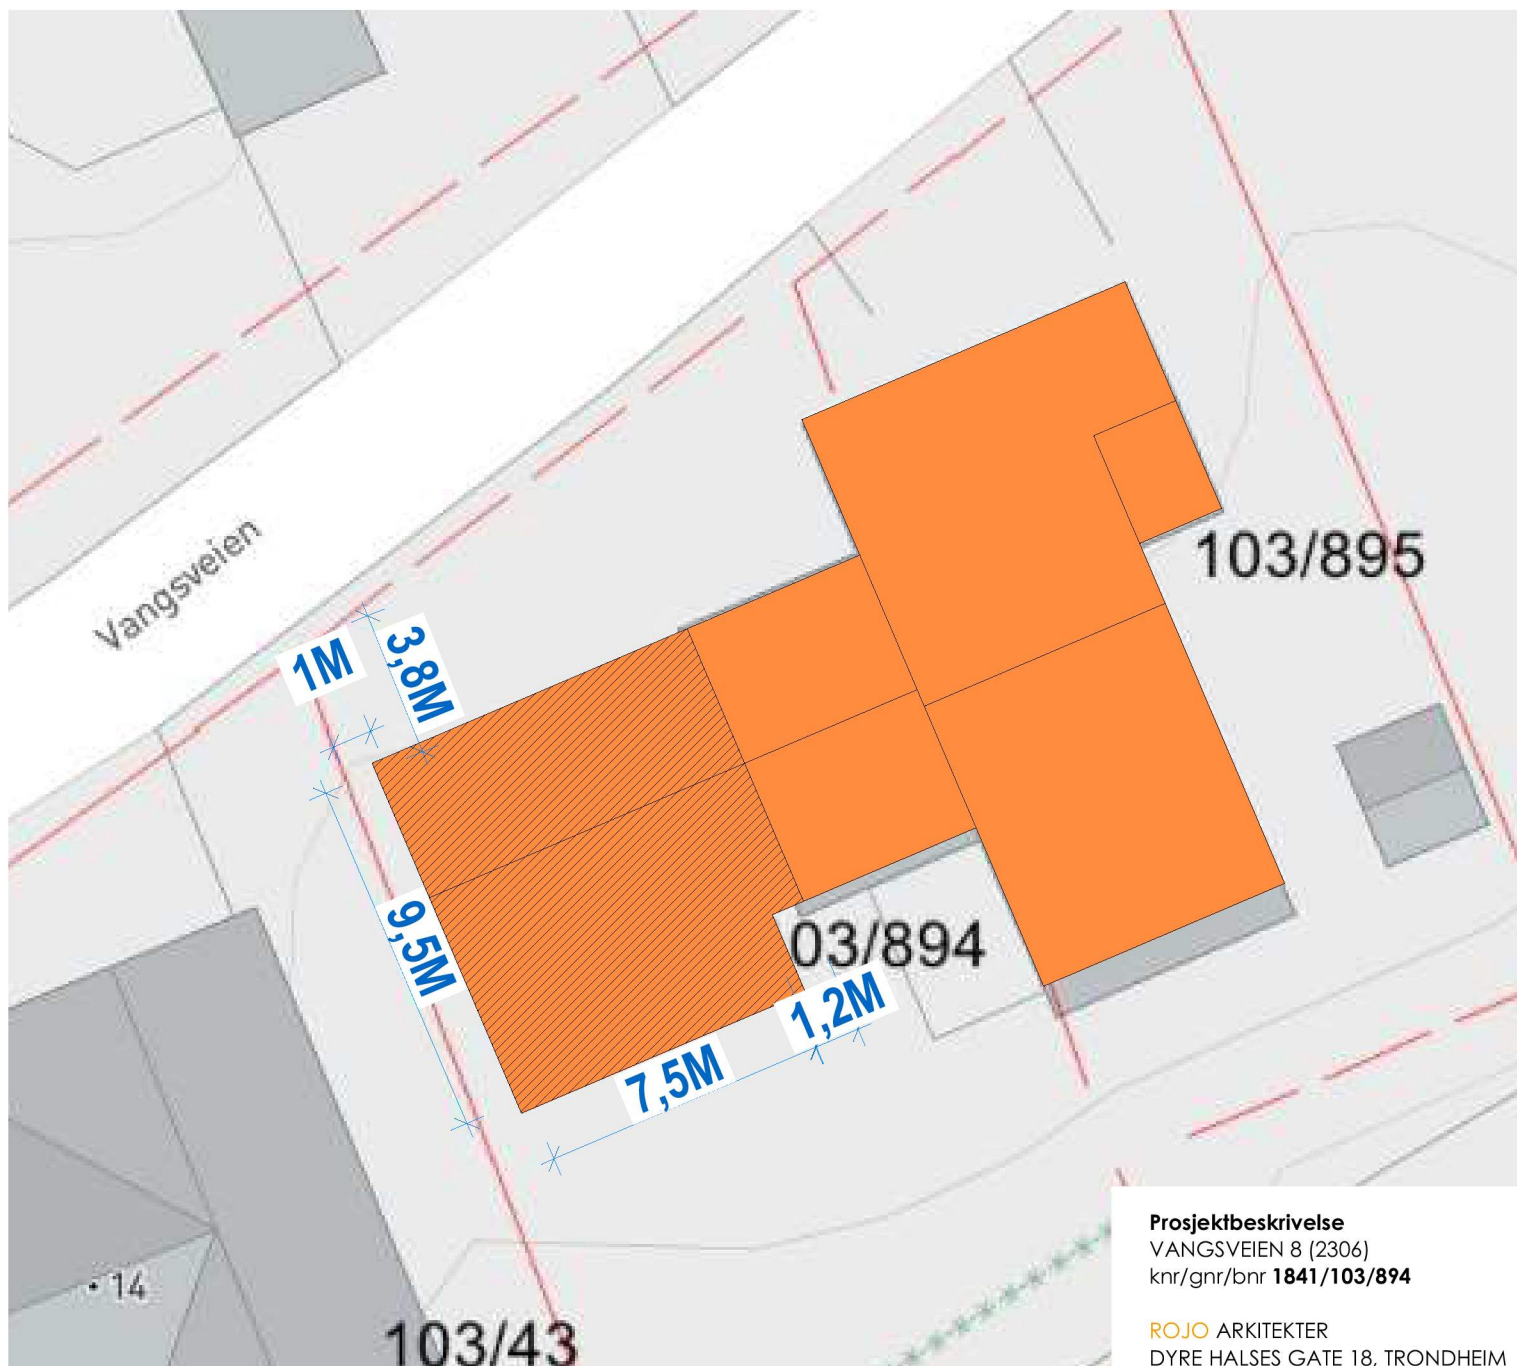 Vangsveien
1M
3,8M
103/895
9,5M
03/894
1,2M
7,5M
14
103/43
Prosjektbeskrivelse
VANGSVEIEN 8 (2306)
knr/gnr/bnr 1841/103/894
ROJO ARKITEKTER
DYRE HALSES GATE 18, TRONDHEIM